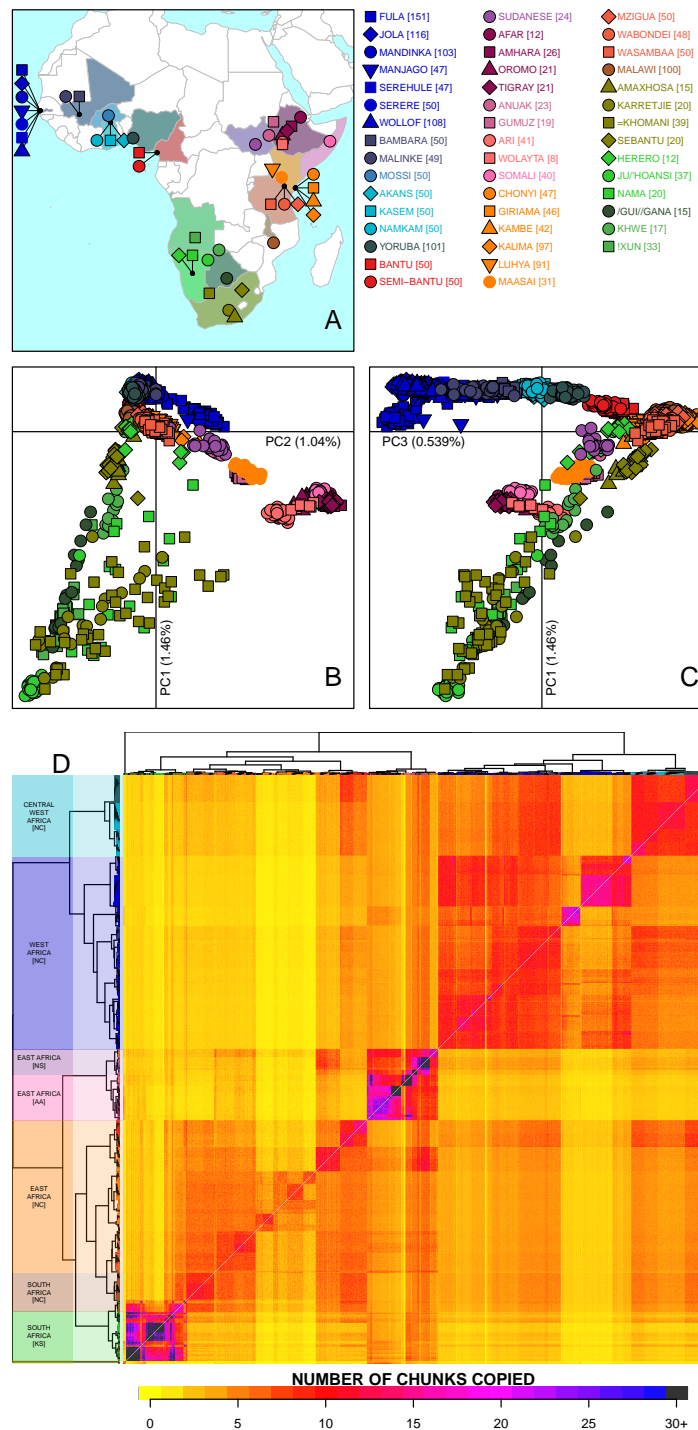 FULA [151]
JOLA [116]
MANDINKA [103]
MANJAGO [47]
SEREHULE [47]
SERERE [50]
WOLLOF [108]
BAMBARA [50]
MALINKE [49]
MOSSI [50]
AKANS [50]
KASEM [50]
NAMKAM [50]
YORUBA [101]
BANTU [50]
SEMI−BANTU [50]
SUDANESE [24]
AFAR [12]
AMHARA [26]
OROMO [21]
TIGRAY [21]
ANUAK [23]
GUMUZ [19]
ARI [41]
WOLAYTA [8]
SOMALI [40]
CHONYI [47]
GIRIAMA [46]
KAMBE [42]
KAUMA [97]
LUHYA [91]
MAASAI [31]
MZIGUA [50]
WABONDEI [48]
WASAMBAA [50]
MALAWI [100]
AMAXHOSA [15]
KARRETJIE [20]
=KHOMANI [39]
SEBANTU [20]
HERERO [12]
JU/'HOANSI [37]
NAMA [20]
/GUI//GANA [15]
KHWE [17]
!XUN [33]
A
PC2 (1.04%)
PC1 (1.46%)
B
PC3 (0.539%)
PC1 (1.46%)
C
D
CENTRAL
WEST
AFRICA
[NC]
WEST
AFRICA
[NC]
EAST AFRICA
[NS]
EAST AFRICA
[AA]
EAST
AFRICA
[NC]
SOUTH
AFRICA
[NC]
SOUTH
AFRICA
[KS]
NUMBER OF CHUNKS COPIED
0 5 10 15 20 25 30+